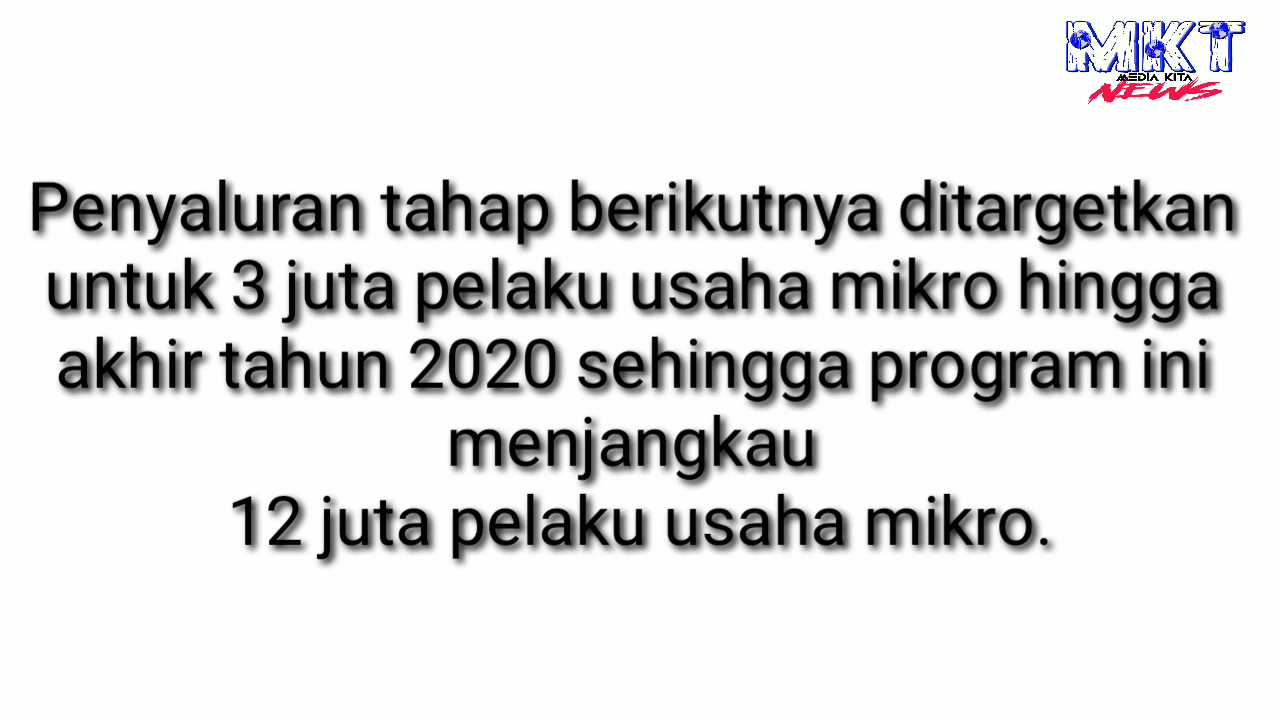 MKT
MEDIA KITA
NEWS
Penyaluran tahap berikutnya ditargetkan
untuk 3 juta pelaku usaha mikro hingga
akhir tahun 2020 sehingga program ini
menjangkau
12 juta pelaku usaha mikro.